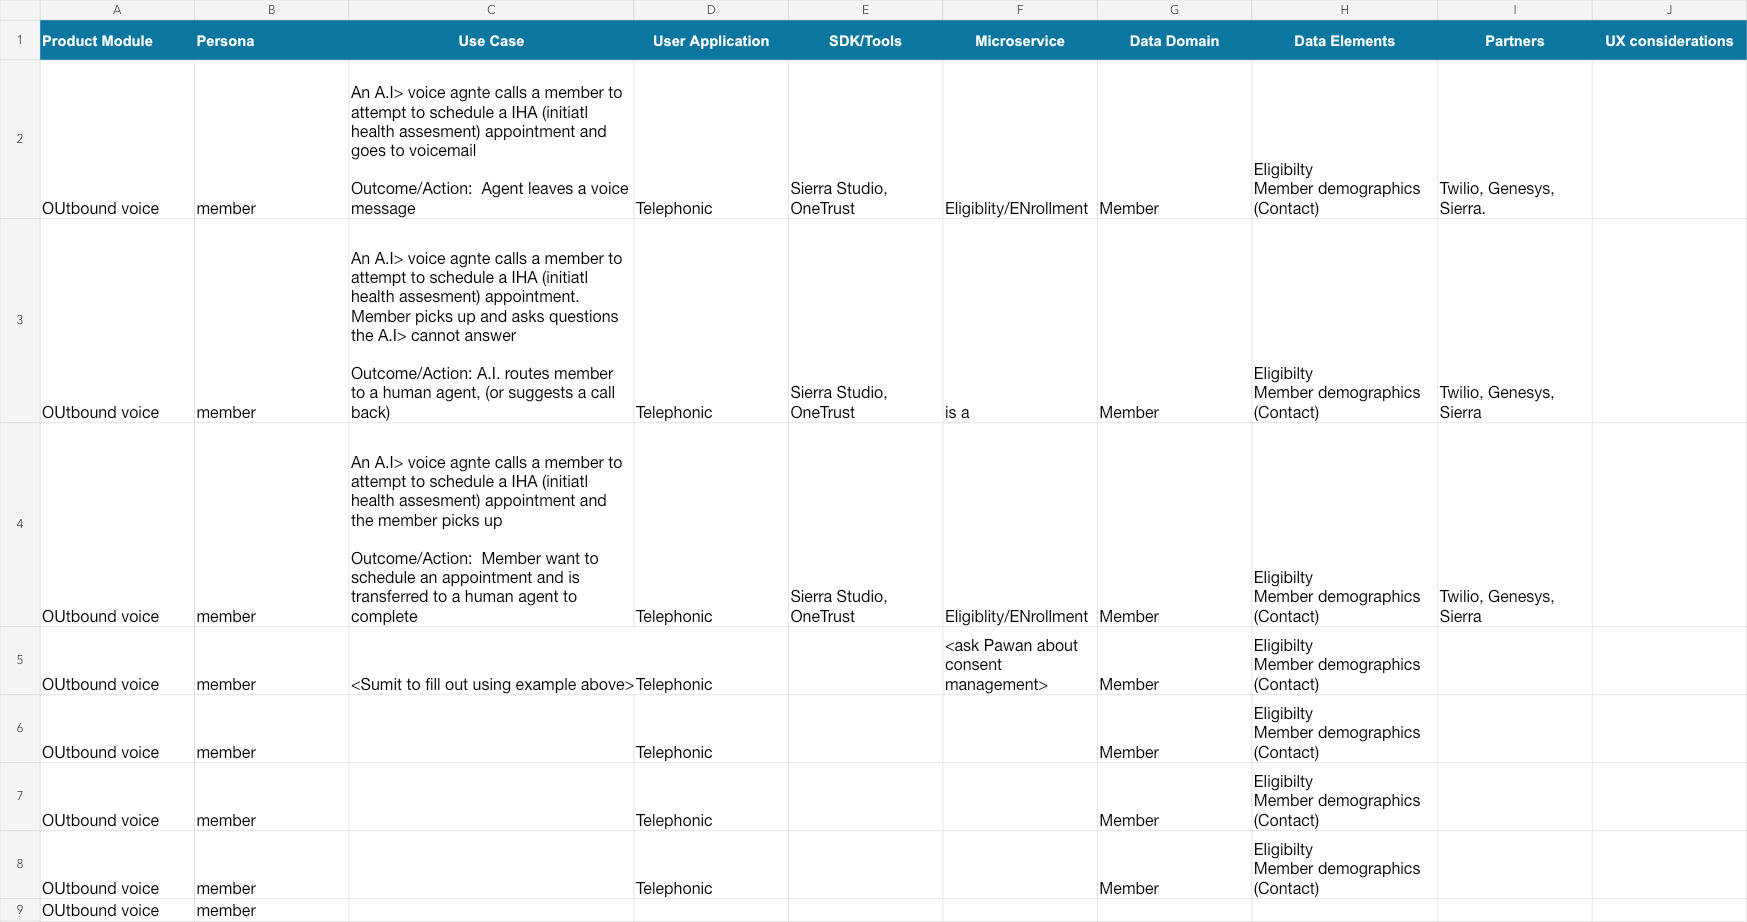 A B C D E F G H I J
1 Product Module Persona Use Case User Application SDK/Tools Microservice Data Domain Data Elements Partners UX considerations
2
OUtbound voice
member
An A.I> voice agnte calls a member to
attempt to schedule a IHA (initiatl
health assesment) appointment and
goes to voicemail
Outcome/Action:  Agent leaves a voice
message
Telephonic
Sierra Studio,
OneTrust
Eligiblity/ENrollment
Member
Eligibilty
Member demographics
(Contact)
Twilio, Genesys,
Sierra.
3
OUtbound voice
member
An A.I> voice agnte calls a member to
attempt to schedule a IHA (initiatl
health assesment) appointment.
Member picks up and asks questions
the A.I> cannot answer
Outcome/Action: A.I. routes member
to a human agent, (or suggests a call
back)
Telephonic
Sierra Studio,
OneTrust
is a
Member
Eligibilty
Member demographics
(Contact)
Twilio, Genesys,
Sierra
4
OUtbound voice
member
An A.I> voice agnte calls a member to
attempt to schedule a IHA (initiatl
health assesment) appointment and
the member picks up
Outcome/Action:  Member want to
schedule an appointment and is
transferred to a human agent to
complete
Telephonic
Sierra Studio,
OneTrust
Eligiblity/ENrollment
Member
Eligibilty
Member demographics
(Contact)
Twilio, Genesys,
Sierra
5
OUtbound voice
member
<Sumit to fill out using example above>
Telephonic
<ask Pawan about
consent
management>
Member
Eligibilty
Member demographics
(Contact)
6
OUtbound voice
member
Telephonic
Member
Eligibilty
Member demographics
(Contact)
7
OUtbound voice
member
Telephonic
Member
Eligibilty
Member demographics
(Contact)
8
OUtbound voice
member
Telephonic
Member
Eligibilty
Member demographics
(Contact)
9
OUtbound voice
member